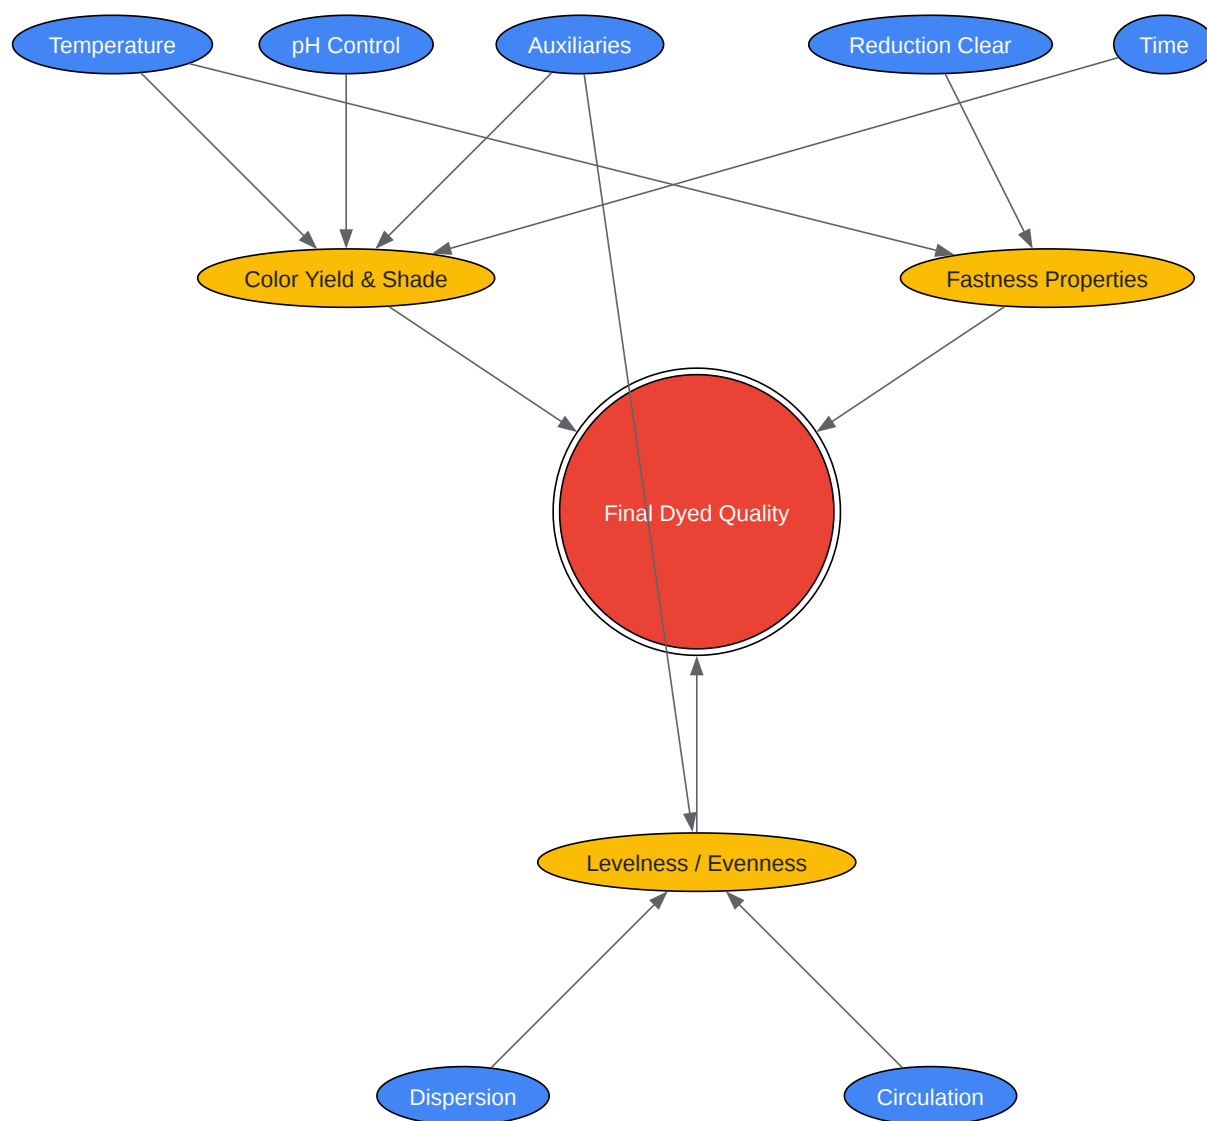 Temperature
pH Control
Auxiliaries
Reduction Clear
Time
Color Yield & Shade
Fastness Properties
Final Dyed Quality
Levelness / Evenness
Dispersion
Circulation